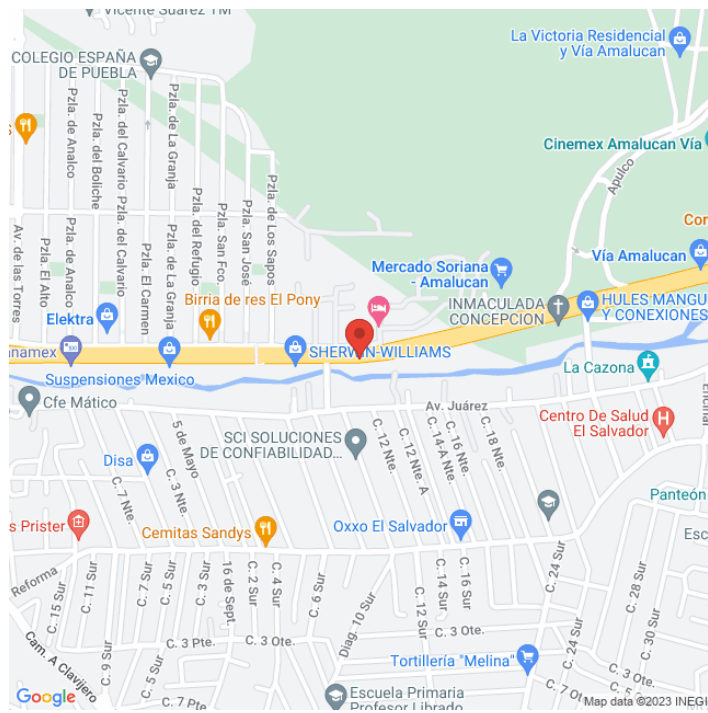 Vicente Suárez TM
COLEGIO ESPAÑA
DE PUEBLA
La Victoria Residencial
y Vía Amalucan
Cinemex Amalucan Vía
Apulco
Pzla. de Analco
Pzla. del Boliche
Pzla. del Calvario
Pzla. de La Granja
Pzla. del Refugio
Pzla. San Fco
Pzla. San José
Pzla. de Los Sapos
Av. de las Torres
Pzla. El Alto
Pzla. de Analco
Pzla. del Calvario
Pzla. El Carmen
Pzla. de La Granja
Vía Amalucan
Mercado Soriana
- Amalucan
INMACULADA
CONCEPCION
HULES MANGU
Y CONEXIONES
Birria de res El Pony
Elektra
SHERWIN-WILLIAMS
anamex
Suspensiones Mexico
La Cazona
Cfe Mático
Av. Juárez
Centro De Salud
El Salvador
SCI SOLUCIONES
DE CONFIABILIDAD...
C. 12 Nte.
C. 12 Nte. A
C. 14-A Nte.
C. 16 Nte.
C. 18 Nte.
5 de Mayo
C. 3 Nte.
C. 7 Nte.
Disa
Panteón
s Prister
Cemitas Sandys
Oxxo El Salvador
Reforma
C. 15 Sur
C. 11 Sur
C. 7 Sur
C. 5 Sur
C. 3 Sur
16 de Sept.
C. 2 Sur
C. 4 Sur
C. 6 Sur
Diag. 10 Sur
C. 12 Sur
C. 14 Sur
C. 16 Sur
C. 24 Sur
C. 28 Sur
C. 30 Sur
Cam. A Clavijero
C. 9 Sur
C. 5 Sur
C. 3 Pte.
C. 3 Ote.
C. 3 Ote.
C. 24 Sur
Tortillería "Melina"
C. 7 Ote.
Escuela Primaria
Profesor Librado
Google
Map data ©2023 INEGI